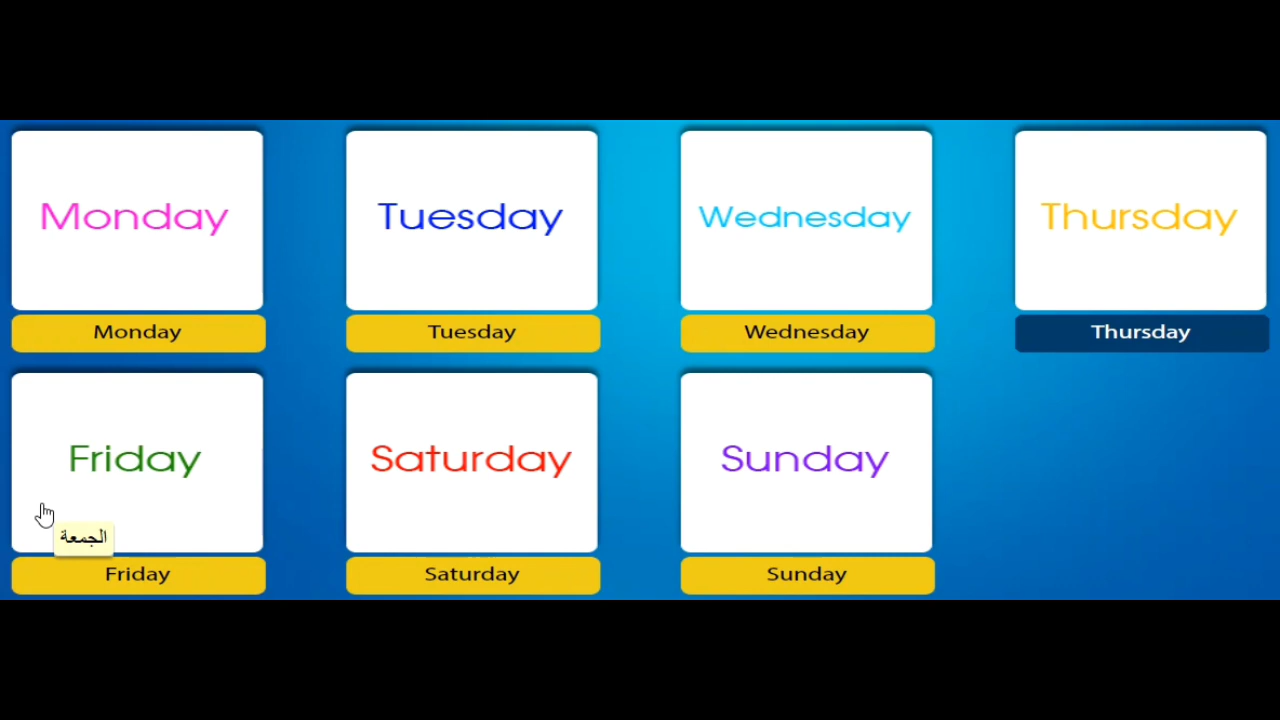 Monday
Tuesday
Wednesday
Thursday
Monday
Tuesday
Wednesday
Thursday
Friday
Saturday
Sunday
الجمعة
Friday
Saturday
Sunday